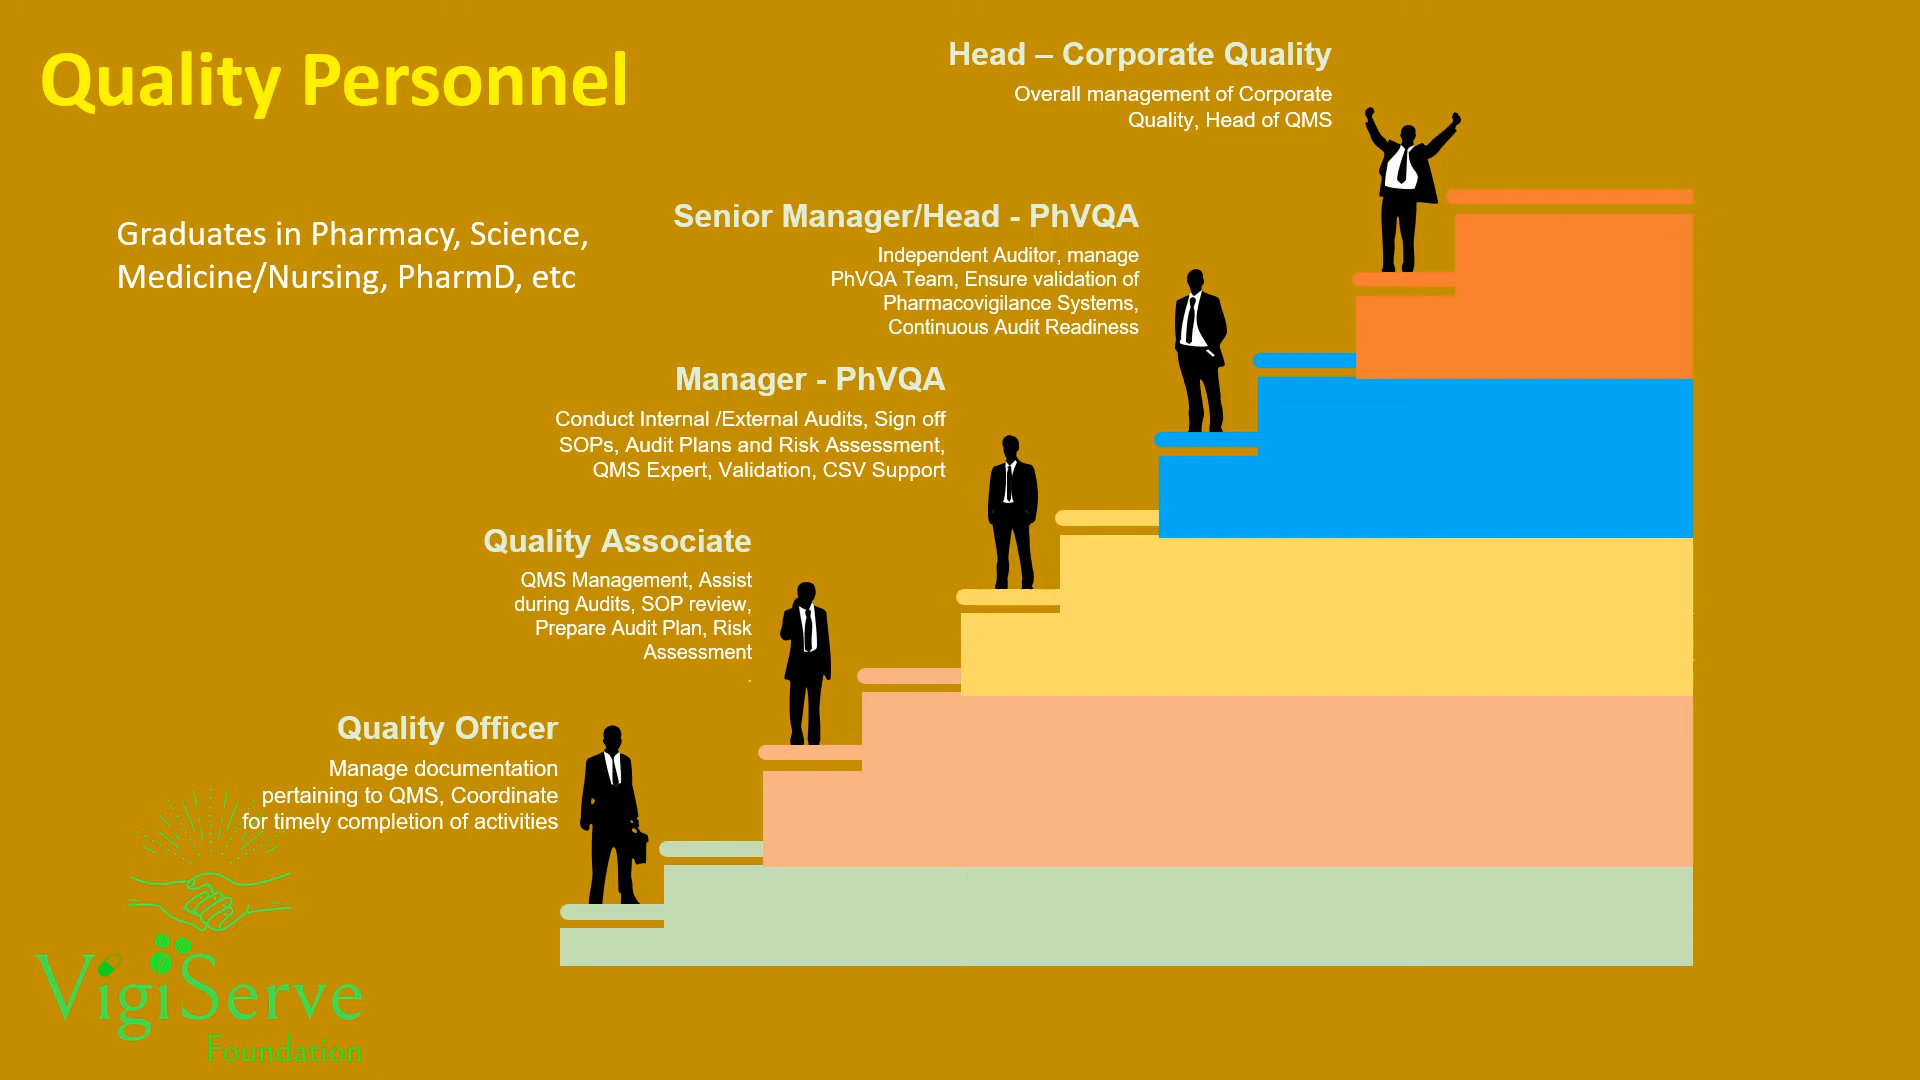 Quality Personnel
Graduates in Pharmacy, Science,
Medicine/Nursing, PharmD, etc
Head – Corporate Quality
Overall management of Corporate
Quality, Head of QMS
Senior Manager/Head - PhVQA
Independent Auditor, manage
PhVQA Team, Ensure validation of
Pharmacovigilance Systems,
Continuous Audit Readiness
Manager - PhVQA
Conduct Internal /External Audits, Sign off
SOPs, Audit Plans and Risk Assessment,
QMS Expert, Validation, CSV Support
Quality Associate
QMS Management, Assist
during Audits, SOP review,
Prepare Audit Plan, Risk
Assessment
.
Quality Officer
Manage documentation
pertaining to QMS, Coordinate
for timely completion of activities
VigiServe
Foundation